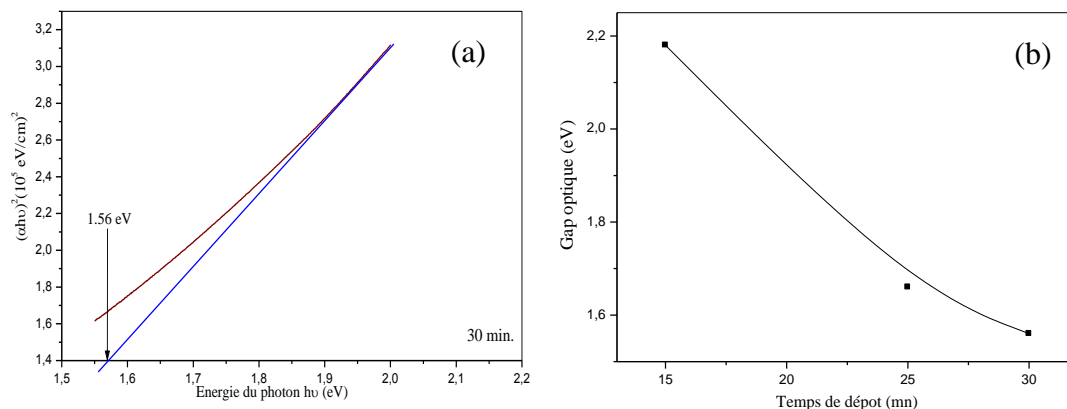 (a)
(αhυ)²(10⁵ eV/cm)²
3,2
3,0
2,8
2,6
2,4
2,2
2,0
1,8
1,6
1,4
1.56 eV
30 min.
1,5 1,6 1,7 1,8 1,9 2,0 2,1 2,2
Energie du photon hυ (eV)
(b)
Gap optique (eV)
2,2
2,0
1,8
1,6
15 20 25 30
Temps de dépot (mn)